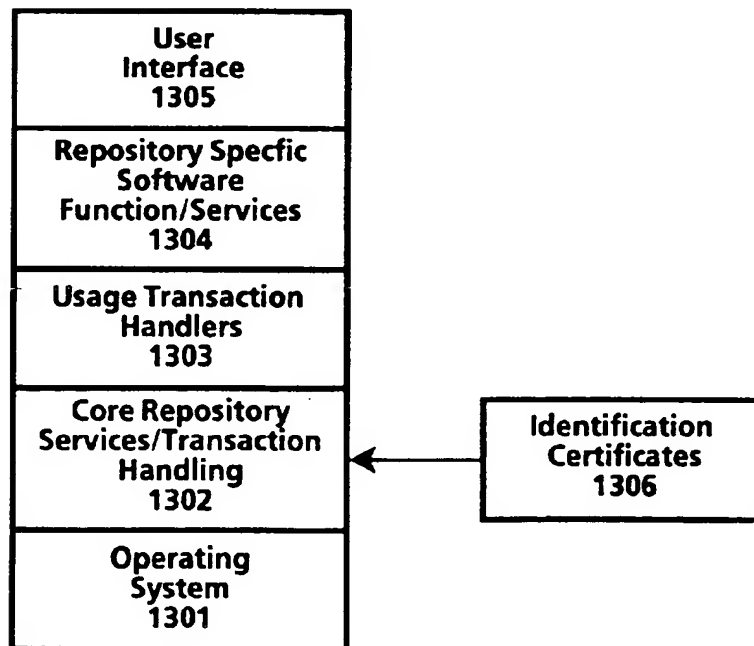 User
Interface
1305
Repository Specfic
Software
Function/Services
1304
Usage Transaction
Handlers
1303
Core Repository
Services/Transaction
Handling
1302
Identification
Certificates
1306
Operating
System
1301